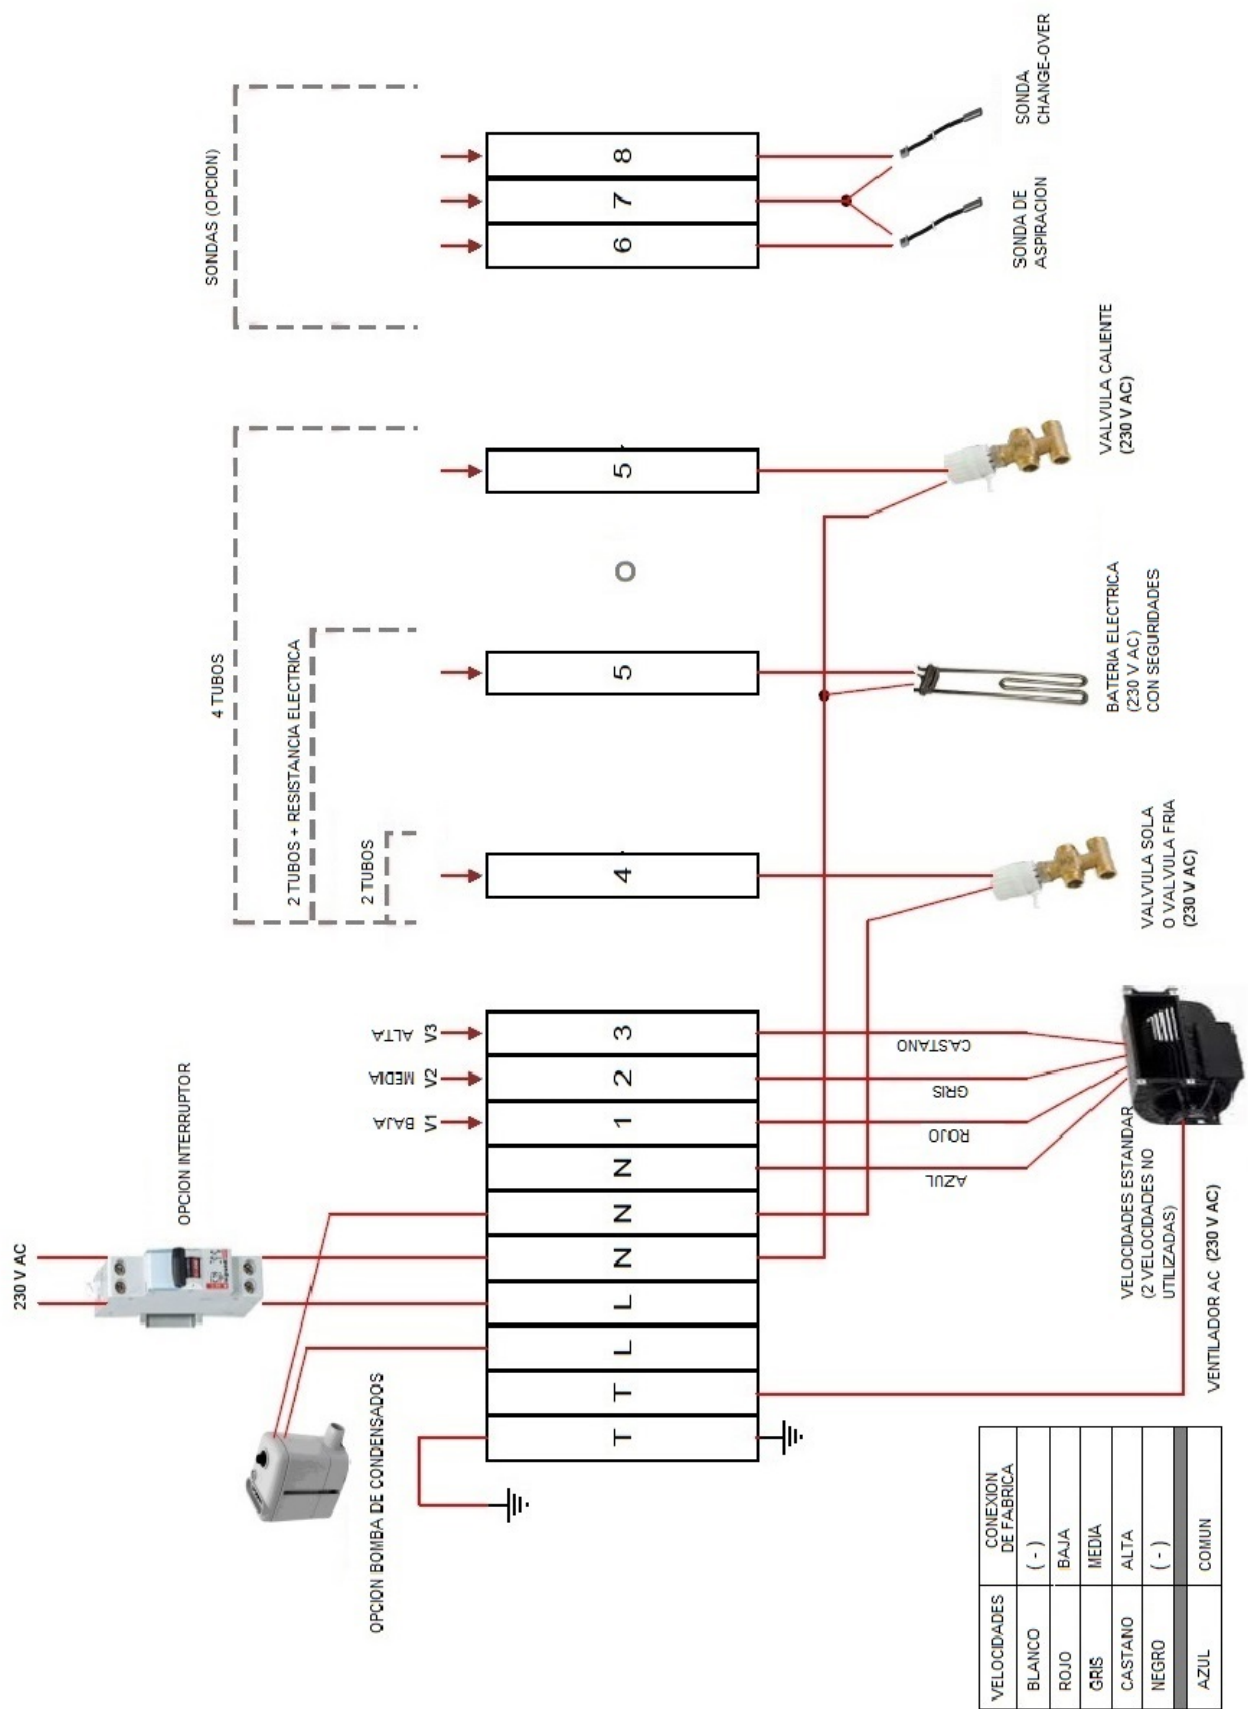 230 V AC
OPCION INTERRUPTOR
OPCION BOMBA DE CONDENSADOS
4 TUBOS
2 TUBOS + RESISTANCIA ELECTRICA
2 TUBOS
SONDAS (OPCION)
BAJA
MEDIA
ALTA
V1
V2
V3
T
T
L
L
N
N
N
1
2
3
4
5
O
5
6
7
8
AZUL
ROJO
GRIS
CASTANO
VELOCIDADES ESTANDAR
(2 VELOCIDADES NO
UTILIZADAS)
VENTILADOR AC (230 V AC)
VALVULA SOLA
O VALVULA FRIA
(230 V AC)
BATERIA ELECTRICA
(230 V AC)
CON SEGURIDADES
VALVULA CALIENTE
(230 V AC)
SONDA DE
ASPIRACION
SONDA
CHANGE-OVER
VELOCIDADES
CONEXION
DE FABRICA
BLANCO ( - )
ROJO BAJA
GRIS MEDIA
CASTANO ALTA
NEGRO ( - )
AZUL COMUN